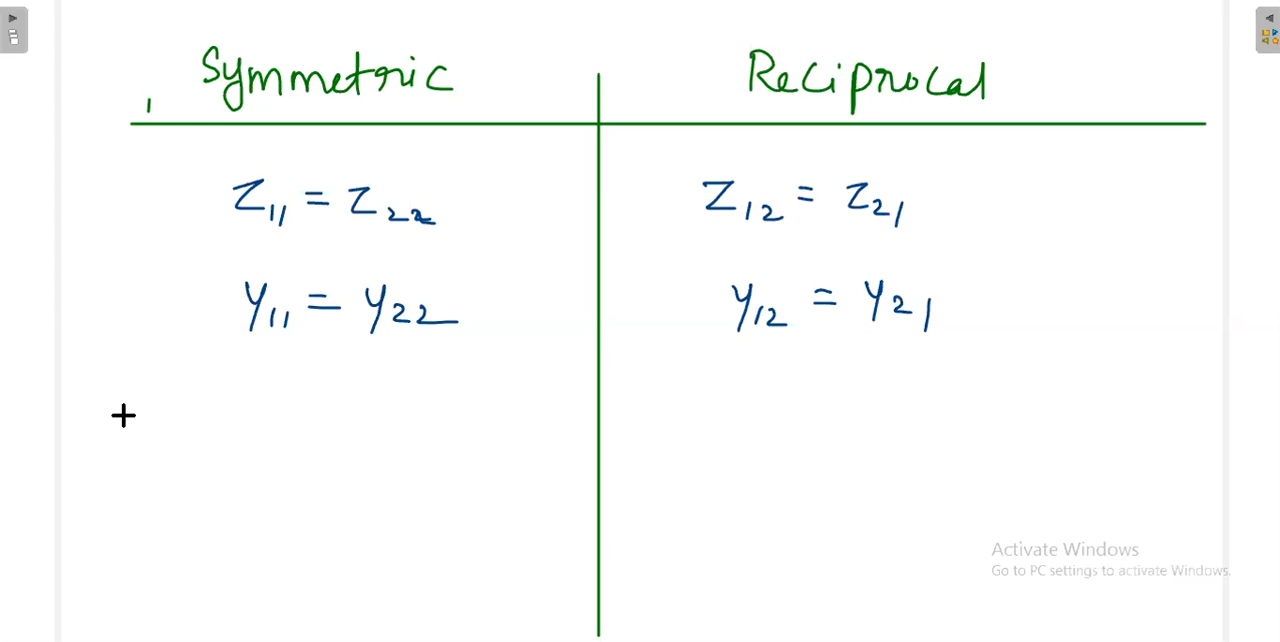 Symmetric Reciprocal
Z11 = Z22 Z12 = Z21
Y11 = Y22 Y12 = Y21
Activate Windows
Go to PC settings to activate Windows.